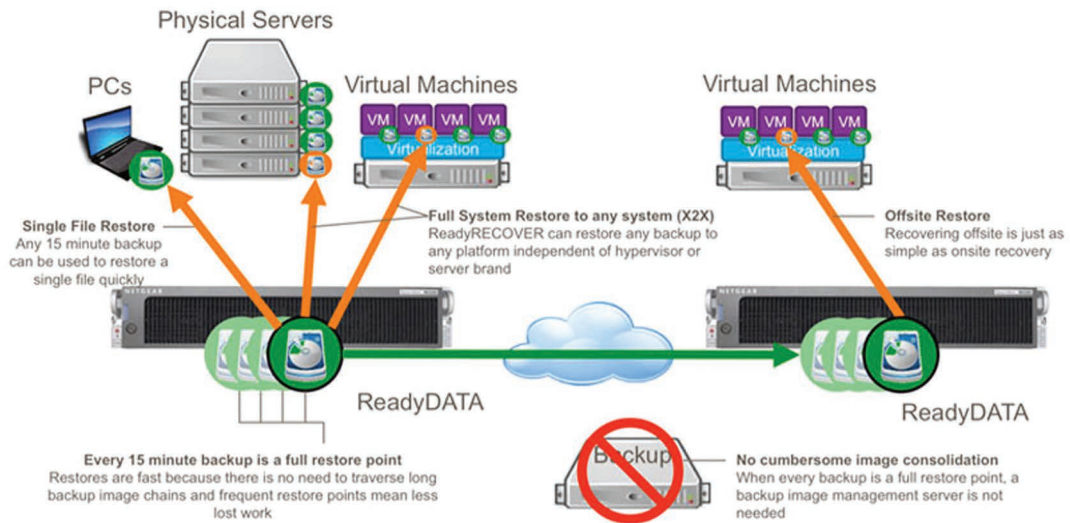 Physical Servers
PCs
Virtual Machines
Virtual Machines
VM VM VM VM
Virtualization
VM VM VM VM
Virtualization
Single File Restore
Any 15 minute backup
can be used to restore a
single file quickly
Full System Restore to any system (X2X)
ReadyRECOVER can restore any backup to
any platform independent of hypervisor or
server brand
Offsite Restore
Recovering offsite is just as
simple as onsite recovery
NETGEAR
NETGEAR
ReadyDATA
ReadyDATA
Every 15 minute backup is a full restore point
Restores are fast because there is no need to traverse long
backup image chains and frequent restore points mean less
lost work
Backup
No cumbersome image consolidation
When every backup is a full restore point, a
backup image management server is not
needed